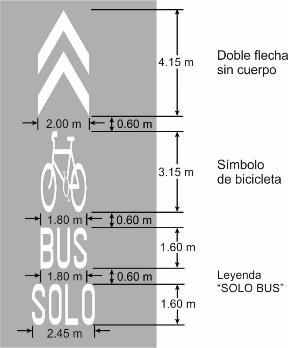 4.15 m
Doble flecha
sin cuerpo
2.00 m
0.60 m
3.15 m
Símbolo
de bicicleta
1.80 m
0.60 m
BUS
1.60 m
1.80 m
0.60 m
Leyenda
“SOLO BUS”
SOLO
1.60 m
2.45 m